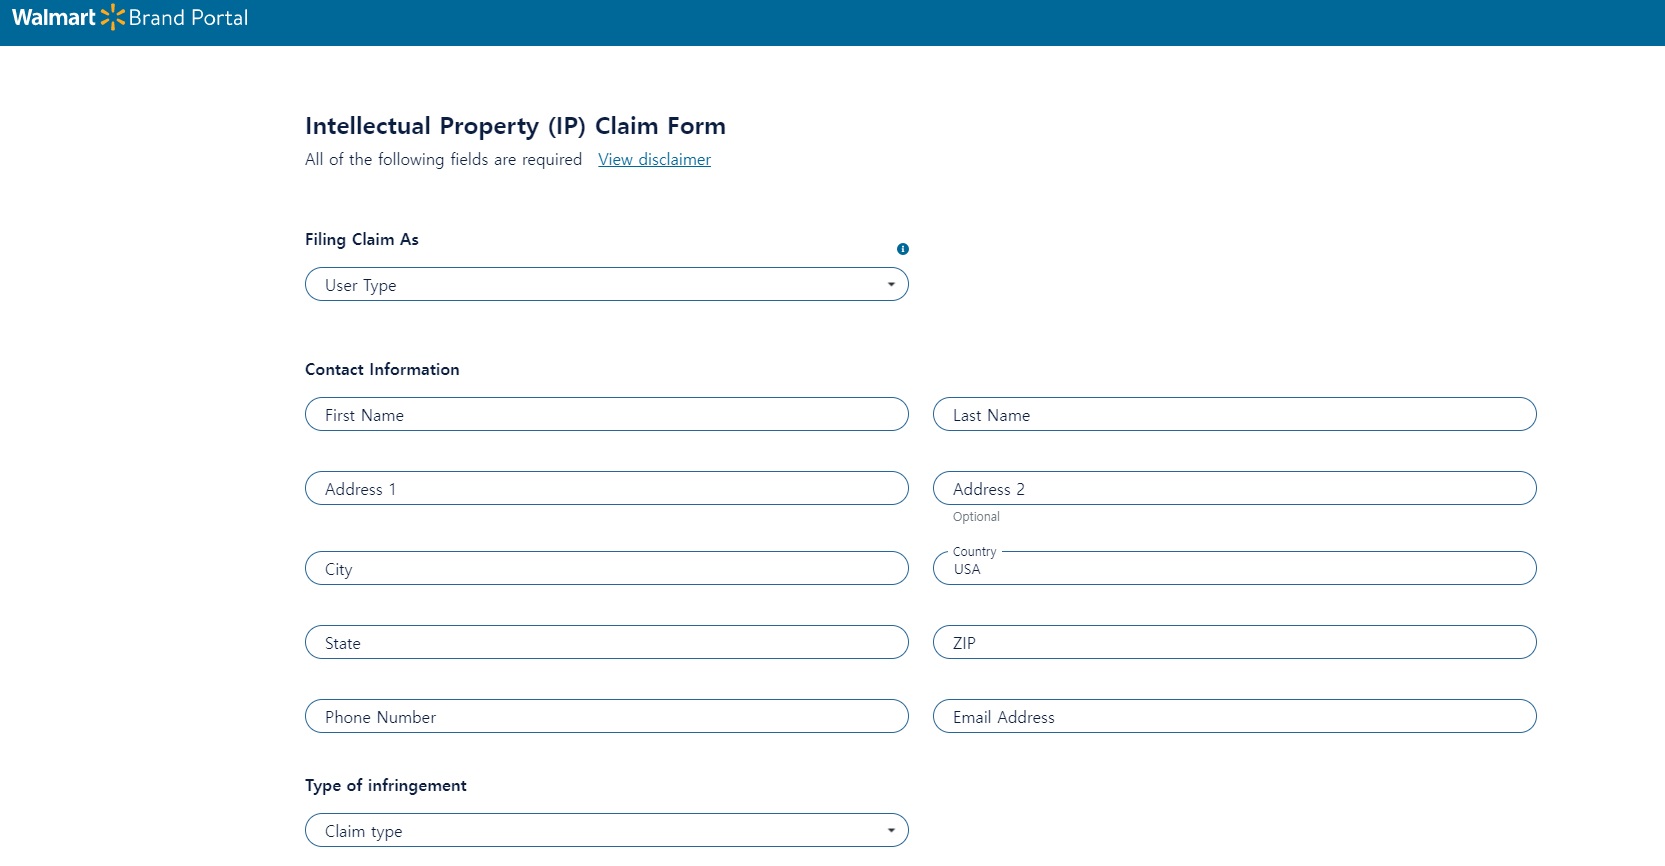 Walmart Brand Portal
Intellectual Property (IP) Claim Form
All of the following fields are required View disclaimer
Filing Claim As
User Type
Contact Information
First Name
Last Name
Address 1
Address 2
Optional
City
Country
USA
State
ZIP
Phone Number
Email Address
Type of infringement
Claim type